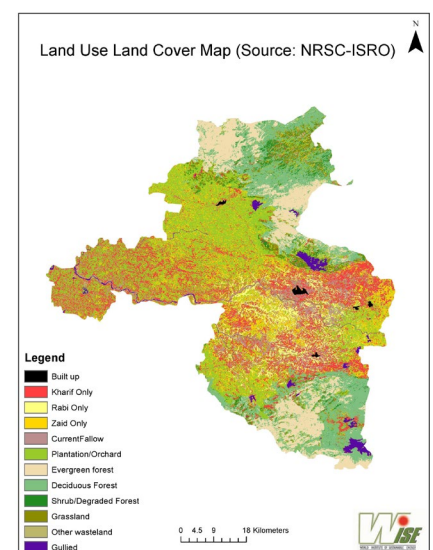 N
Land Use Land Cover Map (Source: NRSC-ISRO)
Legend
Built up
Kharif Only
Rabi Only
Zaid Only
CurrentFallow
Plantation/Orchard
Evergreen forest
Deciduous Forest
Shrub/Degraded Forest
Grassland
Other wasteland
Gullied
0 4.5 9 18 Kilometers
WISE